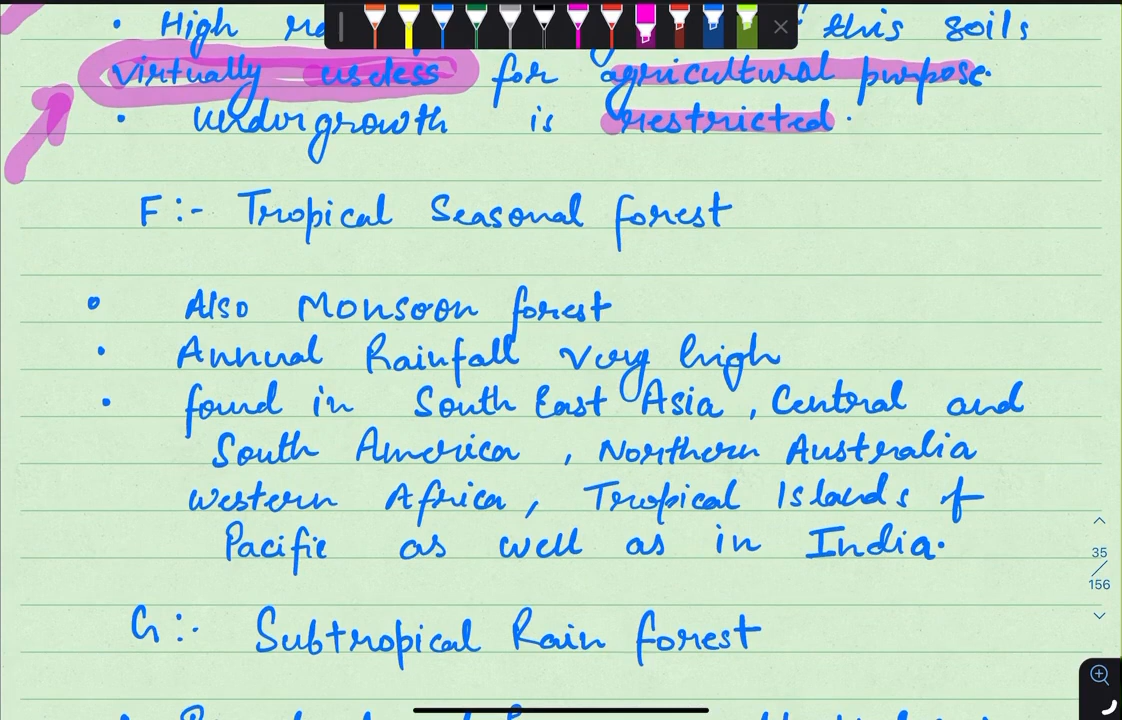 • High this soils
virtually useless for agricultural purpose.
• undergrowth is restricted.
F:- Tropical Seasonal forest
• Also Monsoon forest
• Annual Rainfall very high
• found in South East Asia, Central and
South America, Northern Australia
western Africa, Tropical Islands of
Pacific as well as in India.
35
/
156
G:- Subtropical Rain forest